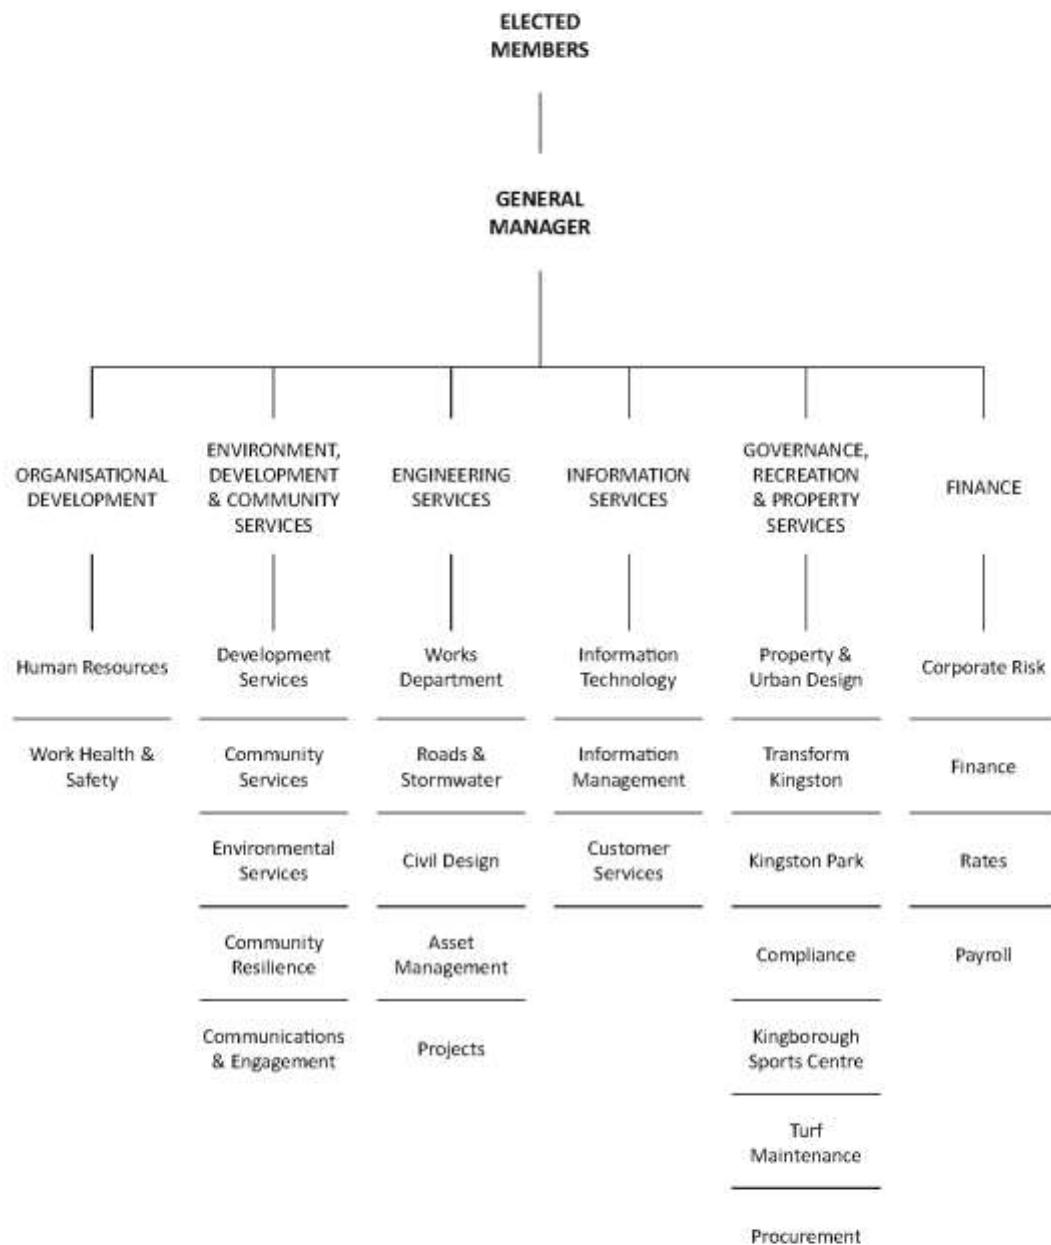 ELECTED
MEMBERS
GENERAL
MANAGER
ORGANISATIONAL
DEVELOPMENT
ENVIRONMENT,
DEVELOPMENT
& COMMUNITY
SERVICES
ENGINEERING
SERVICES
INFORMATION
SERVICES
GOVERNANCE,
RECREATION
& PROPERTY
SERVICES
FINANCE
Human Resources
Work Health &
Safety
Development
Services
Community
Services
Environmental
Services
Community
Resilience
Communications
& Engagement
Works
Department
Roads &
Stormwater
Civil Design
Asset
Management
Projects
Information
Technology
Information
Management
Customer
Services
Property &
Urban Design
Transform
Kingston
Kingston Park
Compliance
Kingborough
Sports Centre
Turf
Maintenance
Procurement
Corporate Risk
Finance
Rates
Payroll